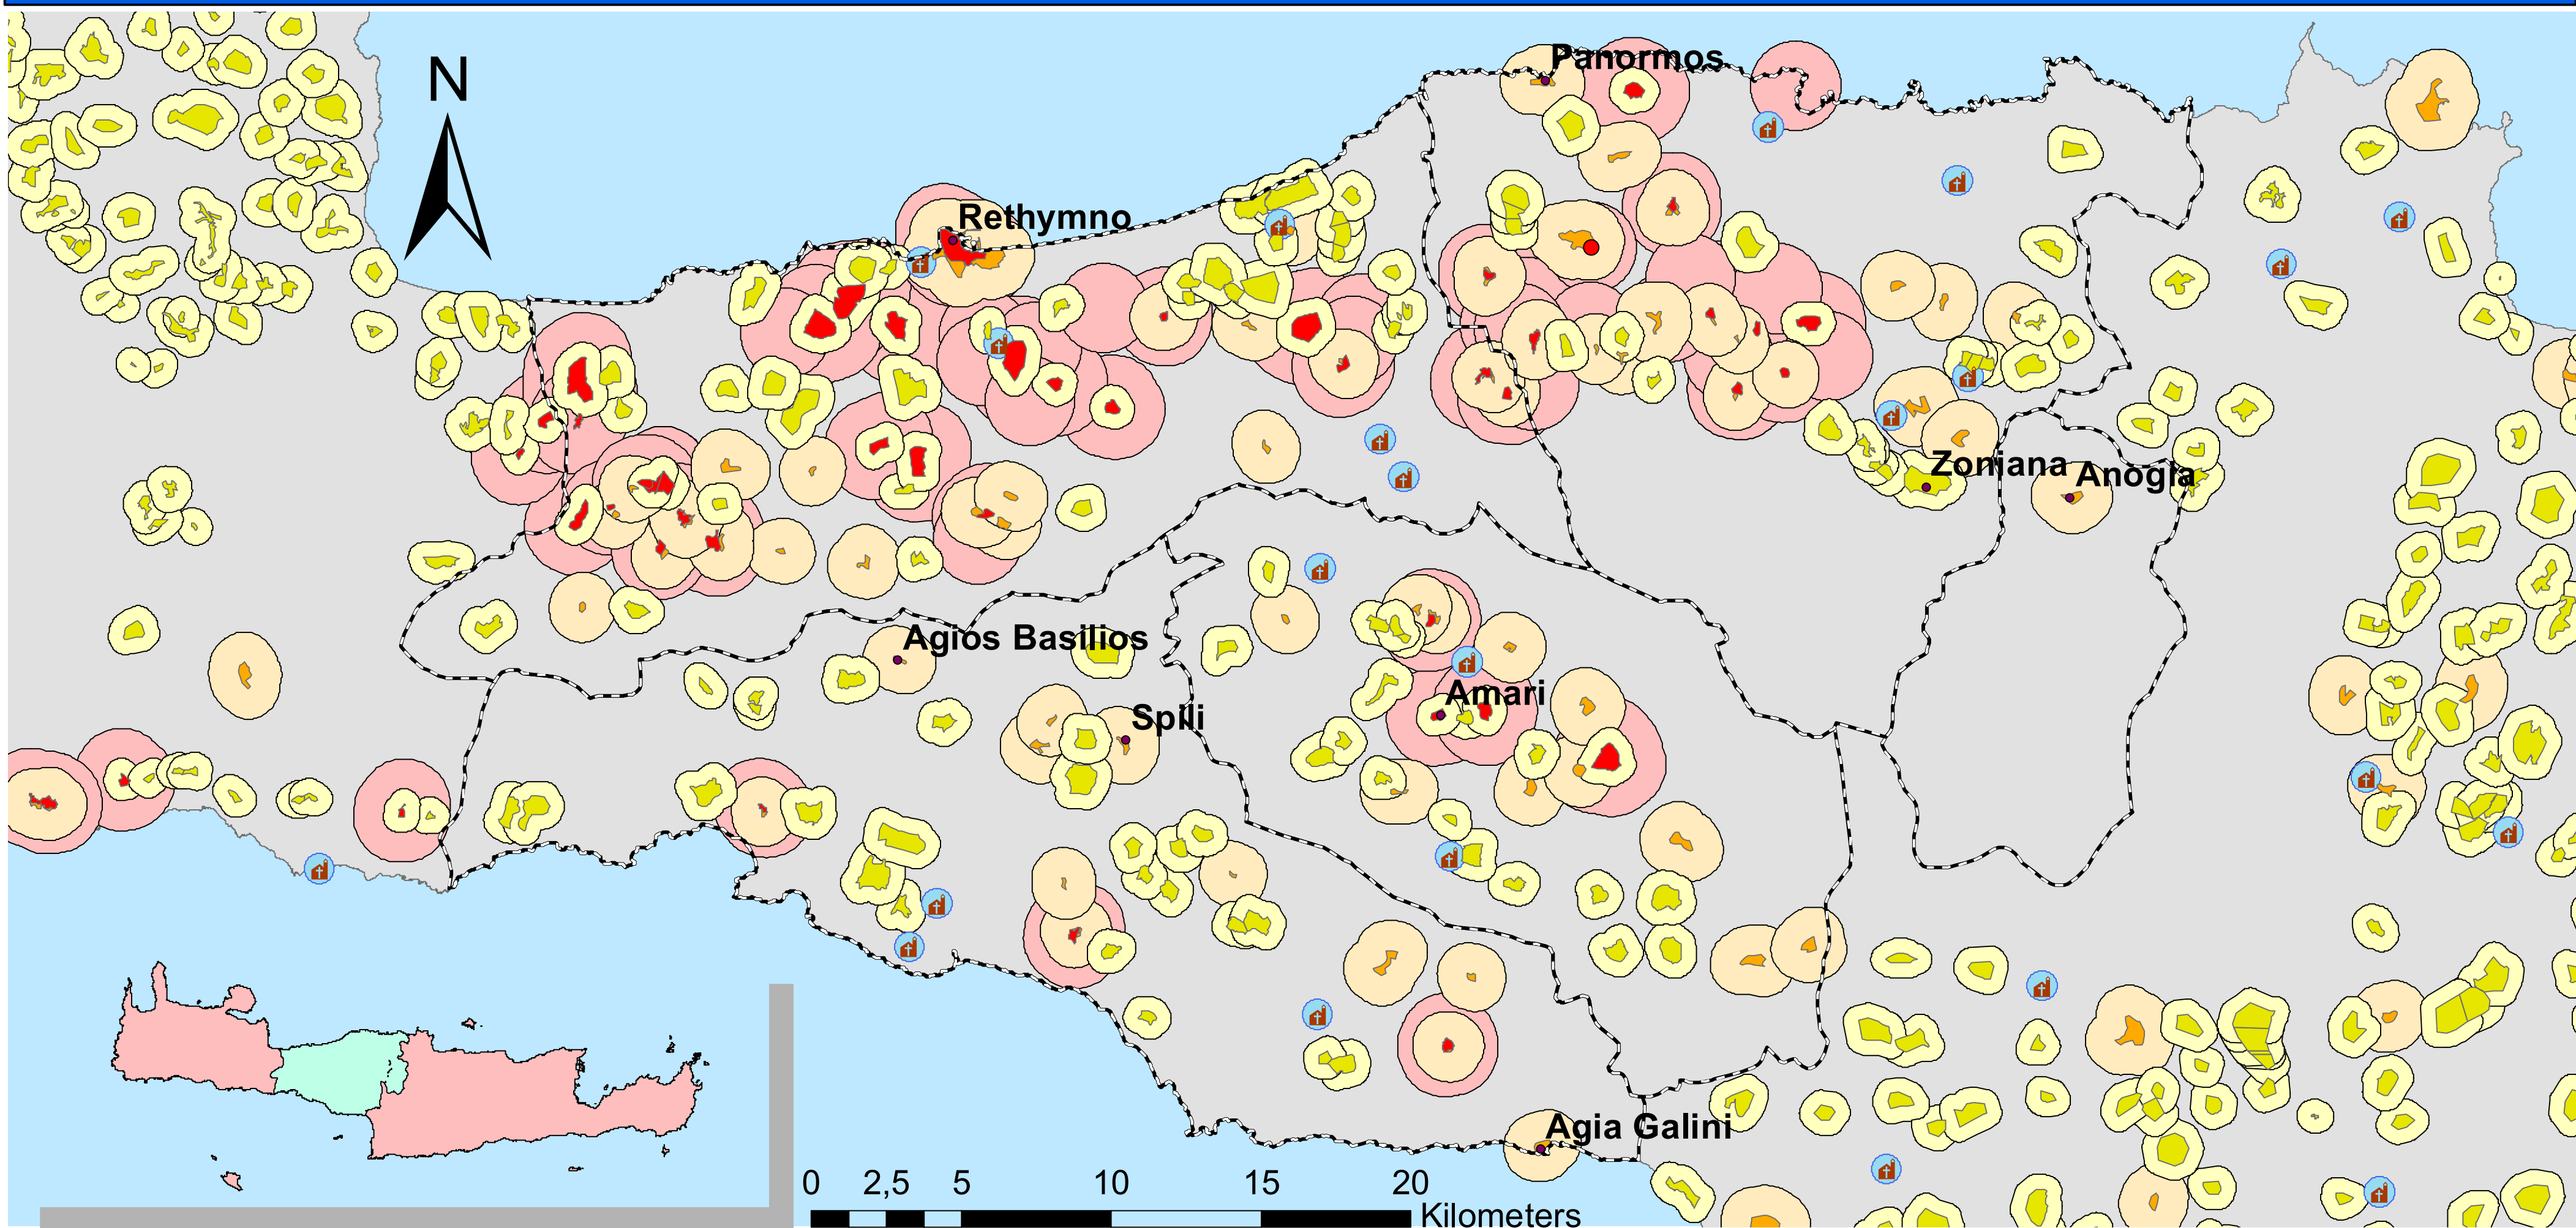 Panormos
N
Rethymno
Zoniana
Anogia
Agios Basilios
Amari
Spili
Agia Galini
0 2,5 5 10 15 20
Kilometers